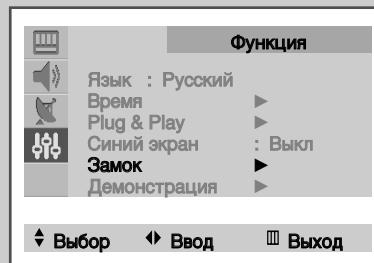 Функция
Язык : Русский
Время ►
Plug & Play ►
Синий экран : Выкл
Замок ►
Демонстрация ►
Выбор Ввод Выход